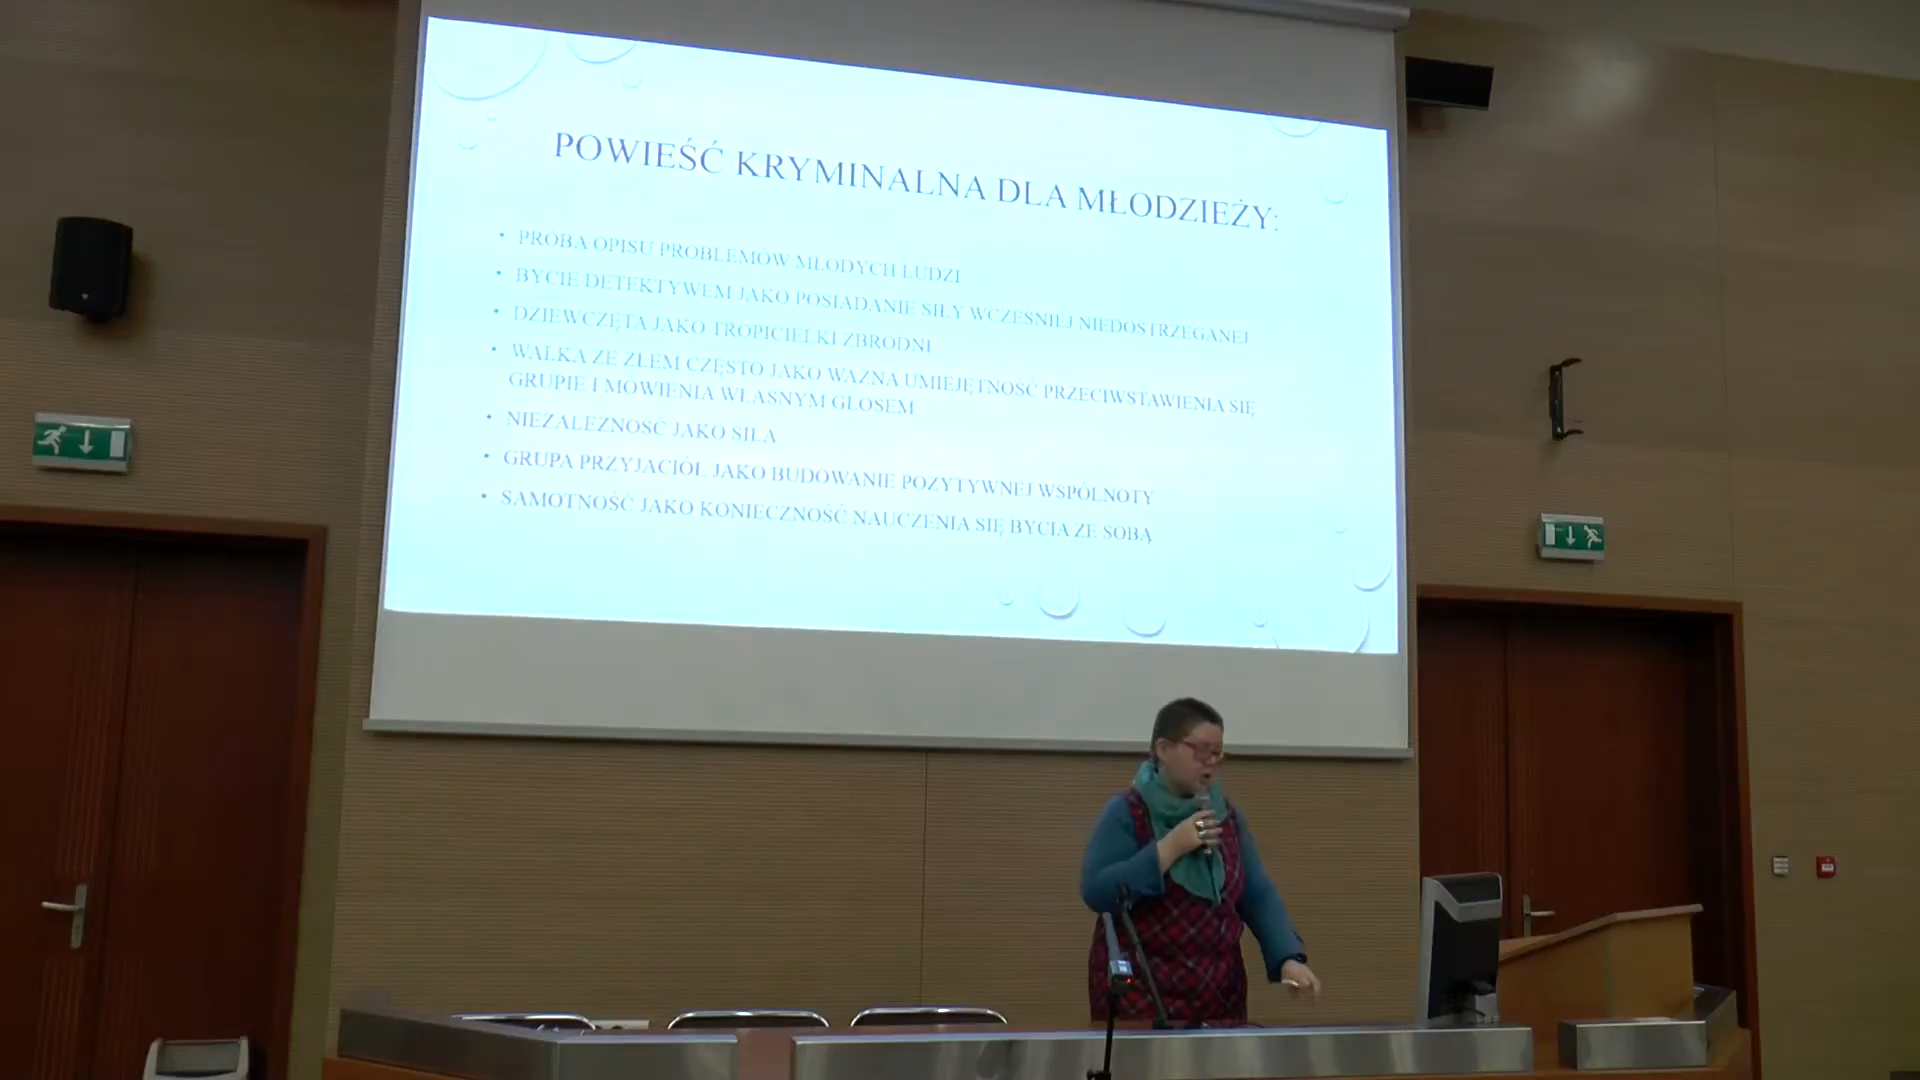 POWIEŚĆ KRYMINALNA DLA MŁODZIEŻY:
• PRÓBA OPISU PROBLEMÓW MŁODYCH LUDZI
• BYCIE DETEKTYWEM JAKO POSIADANIE SIŁY WCZEŚNIEJ NIEDOSTRZEGANEJ
• DZIEWCZĘTA JAKO TROPICIELKI ZBRODNI
• WALKA ZE ZŁEM CZĘSTO JAKO WAŻNA UMIEJĘTNOŚĆ PRZECIWSTAWIENIA SIĘ
GRUPIE I MÓWIENIA WŁASNYM GŁOSEM
• NIEZALEŻNOŚĆ JAKO SIŁA
• GRUPA PRZYJACIÓŁ JAKO BUDOWANIE POZYTYWNEJ WSPÓLNOTY
• SAMOTNOŚĆ JAKO KONIECZNOŚĆ NAUCZENIA SIĘ BYCIA ZE SOBĄ